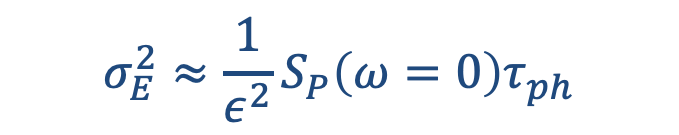 σ_E^2 ≈ \frac{1}{ϵ^2} S_P(ω = 0)τ_{ph}